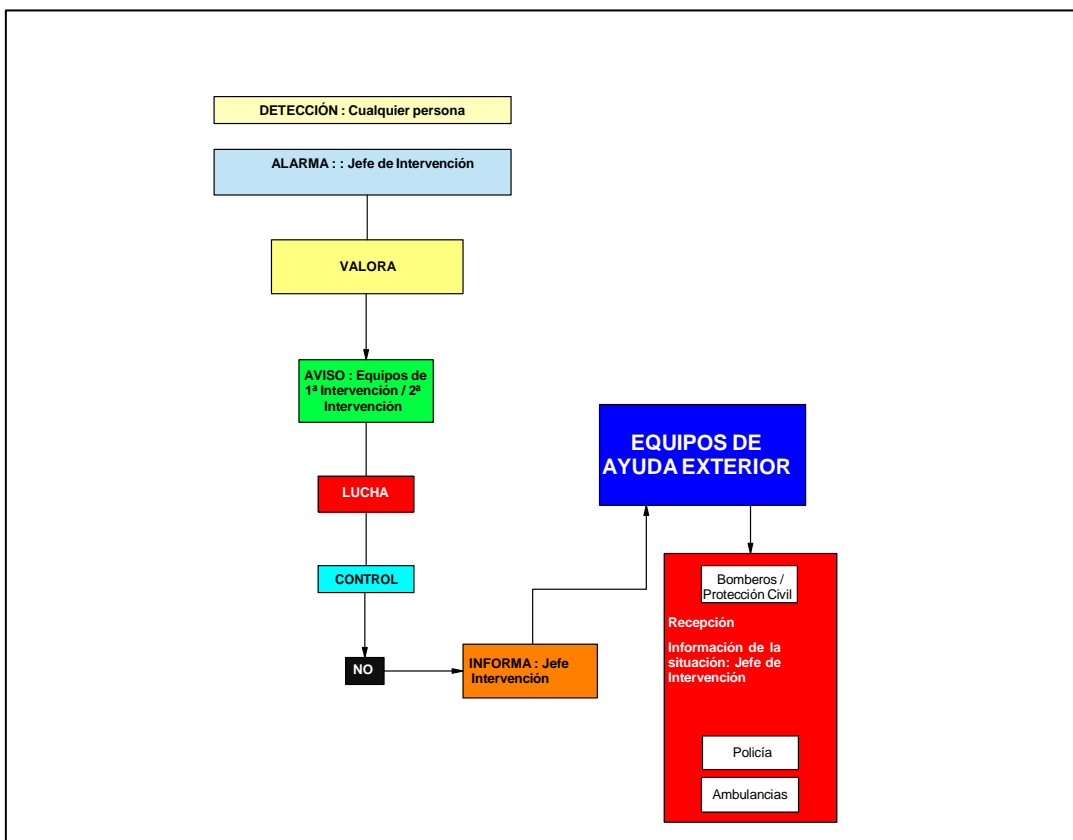 DETECCIÓN : Cualquier persona
ALARMA : : Jefe de Intervención
VALORA
AVISO : Equipos de
1ª Intervención / 2ª
Intervención
LUCHA
CONTROL
NO
INFORMA : Jefe
Intervención
EQUIPOS DE
AYUDA EXTERIOR
Bomberos /
Protección Civil
Recepción
Información de la
situación: Jefe de
Intervención
Policía
Ambulancias